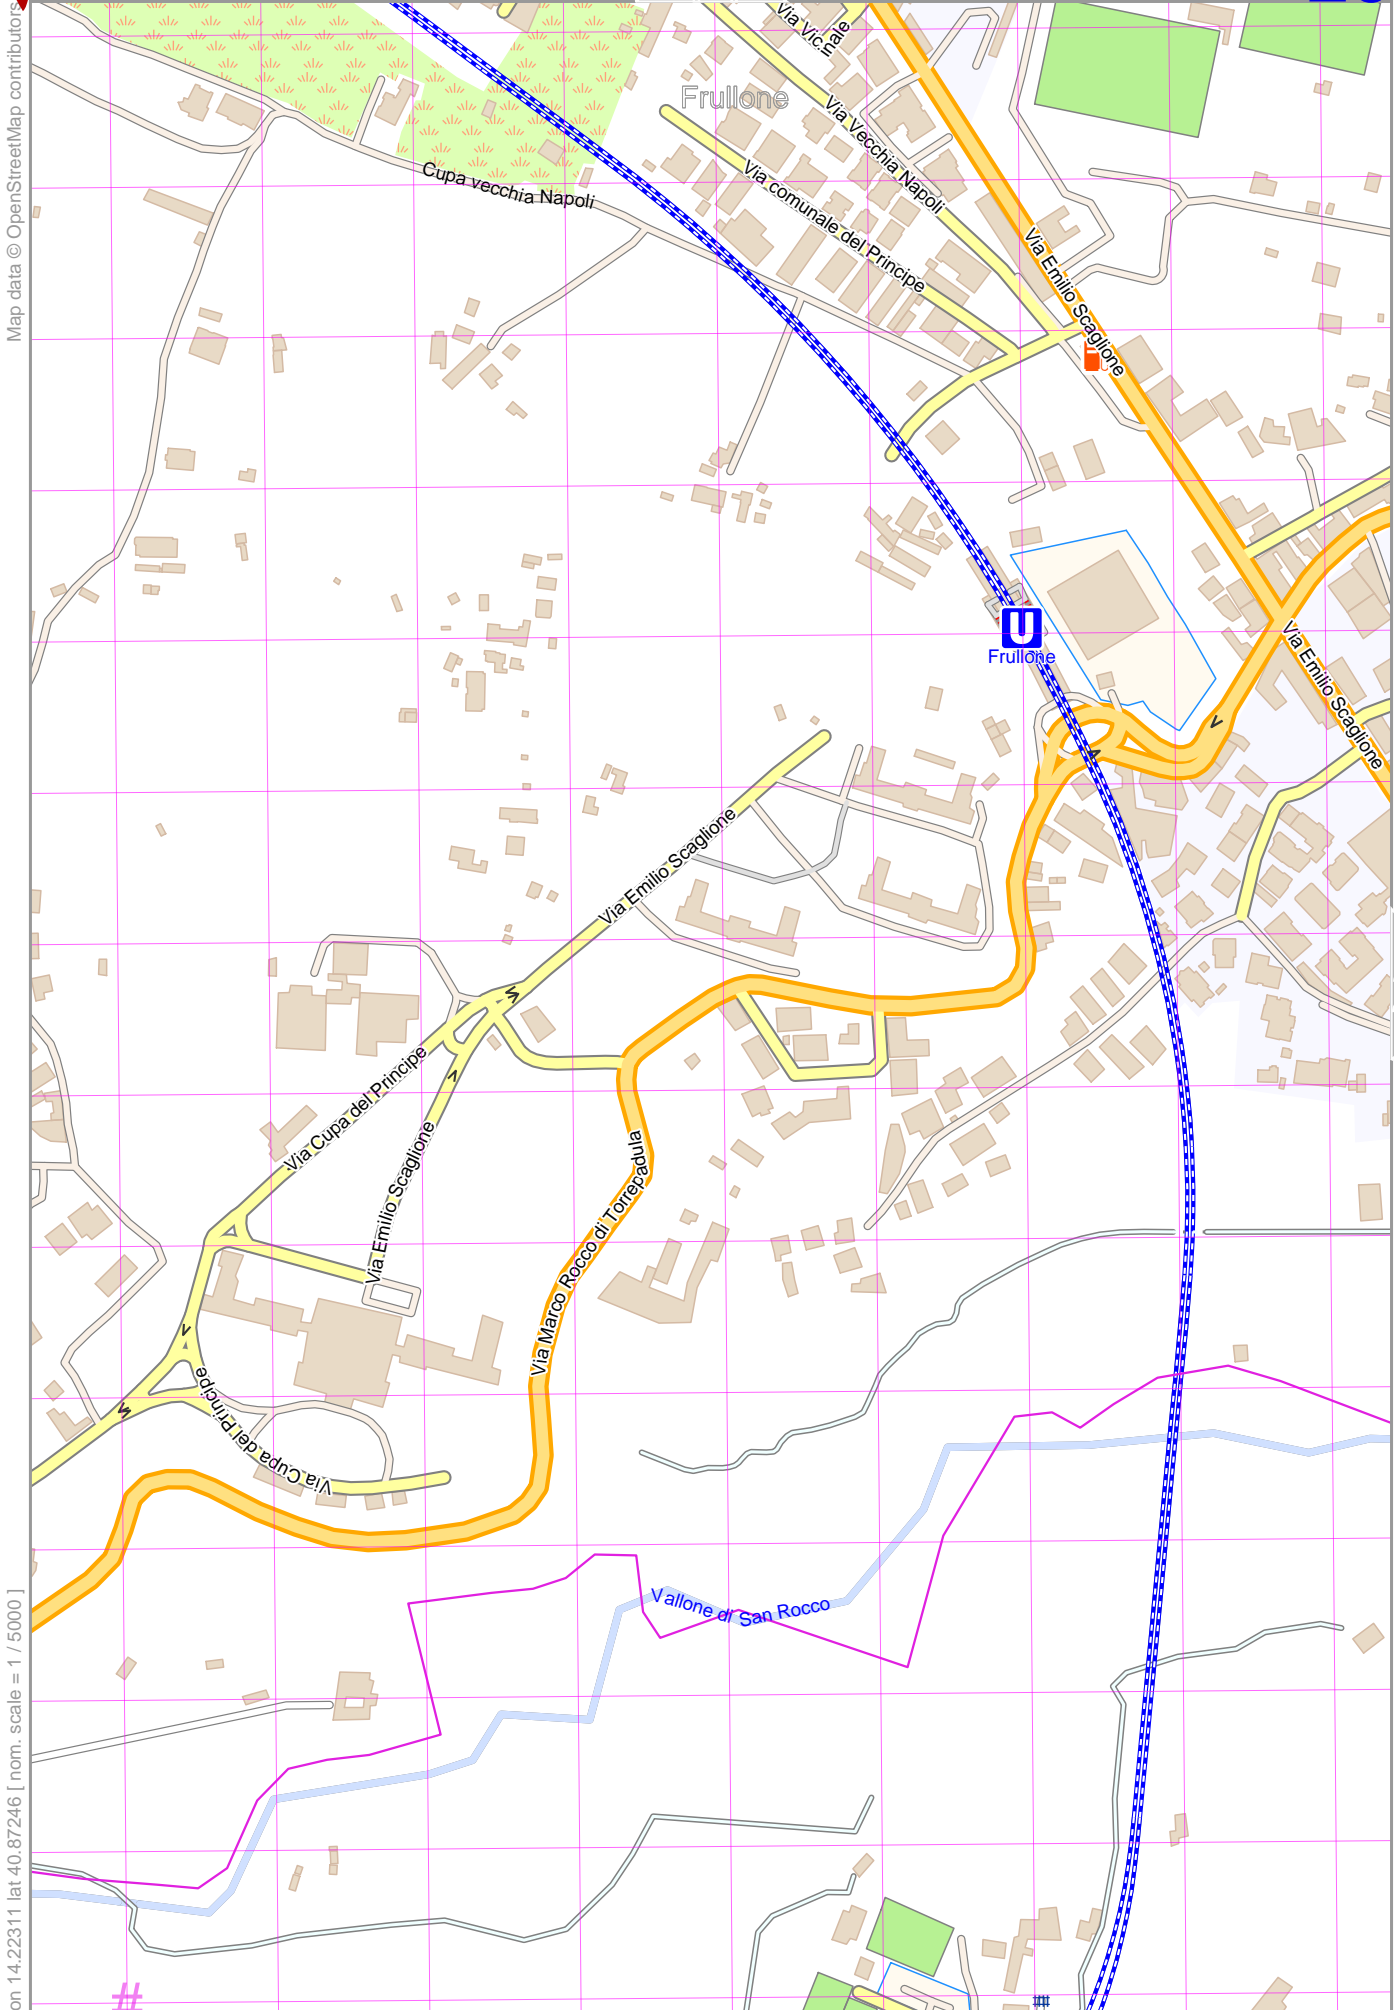 Via Vic.nale
Frullone
Via Vecchia Napoli
Cupa vecchia Napoli
Via comunale del Principe
Via Emilio Scaglione
U
Frullone
Via Emilio Scaglione
Via Emilio Scaglione
Via Cupa del Principe
Via Emilio Scaglione
Via Marco Rocco di Torrepadula
Via Cupa del Principe
Vallone di San Rocco
Map data © OpenStreetMap contributors
on 14.22311 lat 40.87246 [ nom. scale = 1 / 5000 ]
#